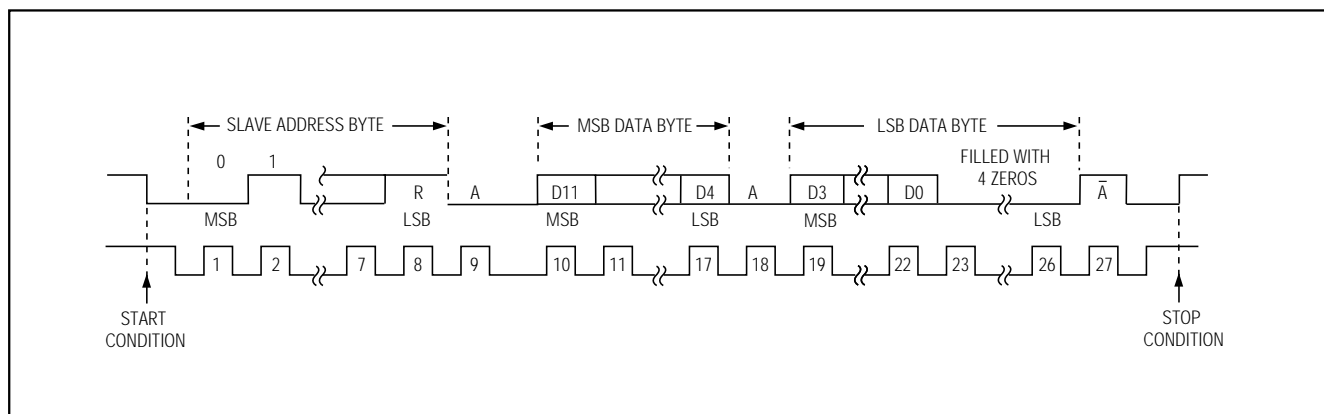 SLAVE ADDRESS BYTE MSB DATA BYTE LSB DATA BYTE
0 1 FILLED WITH
4 ZEROS
R A D11 D4 A D3 D0 A̅
MSB LSB MSB LSB MSB LSB
1 2 7 8 9 10 11 17 18 19 22 23 26 27
START
CONDITION
STOP
CONDITION